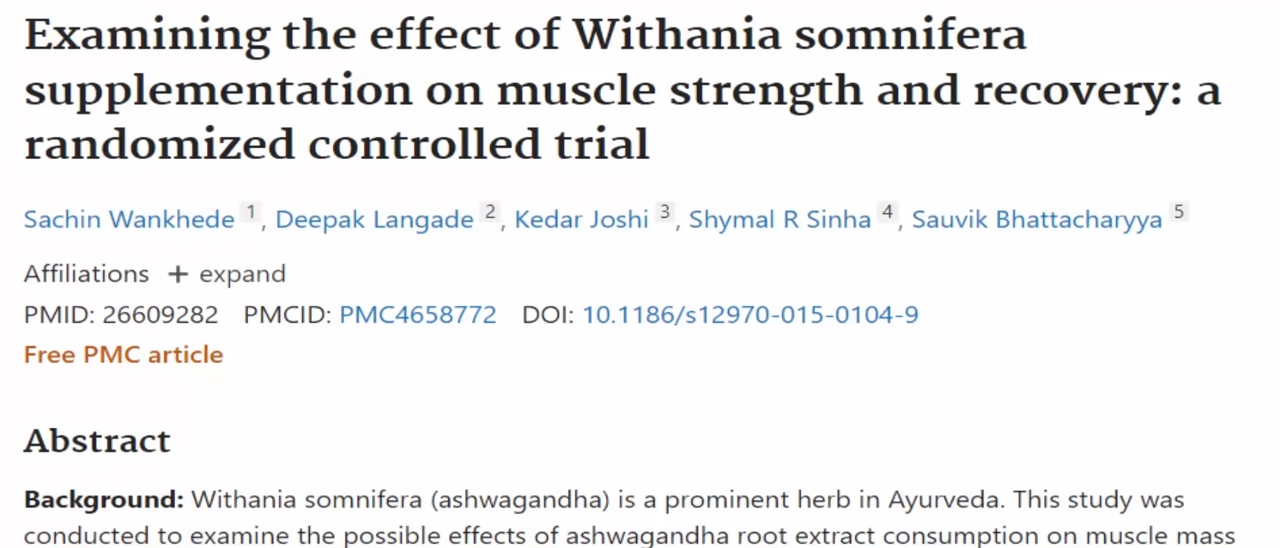 Examining the effect of Withania somnifera
supplementation on muscle strength and recovery: a
randomized controlled trial
Sachin Wankhede 1, Deepak Langade 2, Kedar Joshi 3, Shymal R Sinha 4, Sauvik Bhattacharyya 5
Affiliations + expand
PMID: 26609282 PMCID: PMC4658772 DOI: 10.1186/s12970-015-0104-9
Free PMC article
Abstract
Background: Withania somnifera (ashwagandha) is a prominent herb in Ayurveda. This study was
conducted to examine the possible effects of ashwagandha root extract consumption on muscle mass